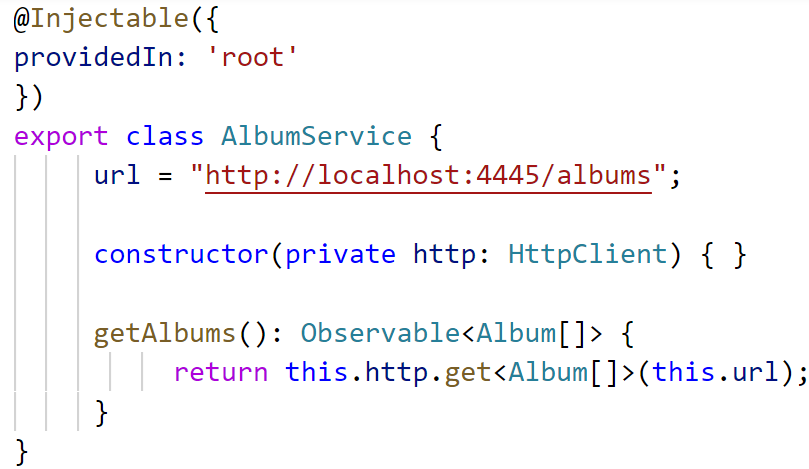 @Injectable({
providedIn: 'root'
})
export class AlbumService {
url = "http://localhost:4445/albums";
constructor(private http: HttpClient) { }
getAlbums(): Observable<Album[]> {
return this.http.get<Album[]>(this.url);
}
}